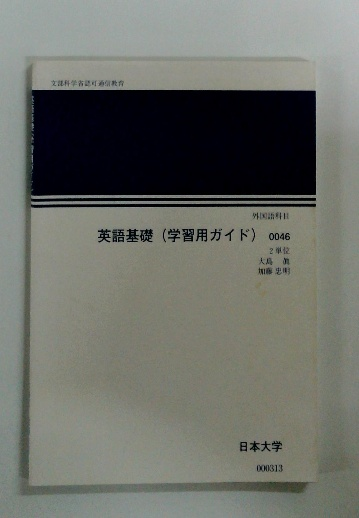 文部科学省認可通信教育
外国語科目
英語基礎（学習用ガイド） 0046
2単位
大島 眞
加藤 忠明
日本大学
000313